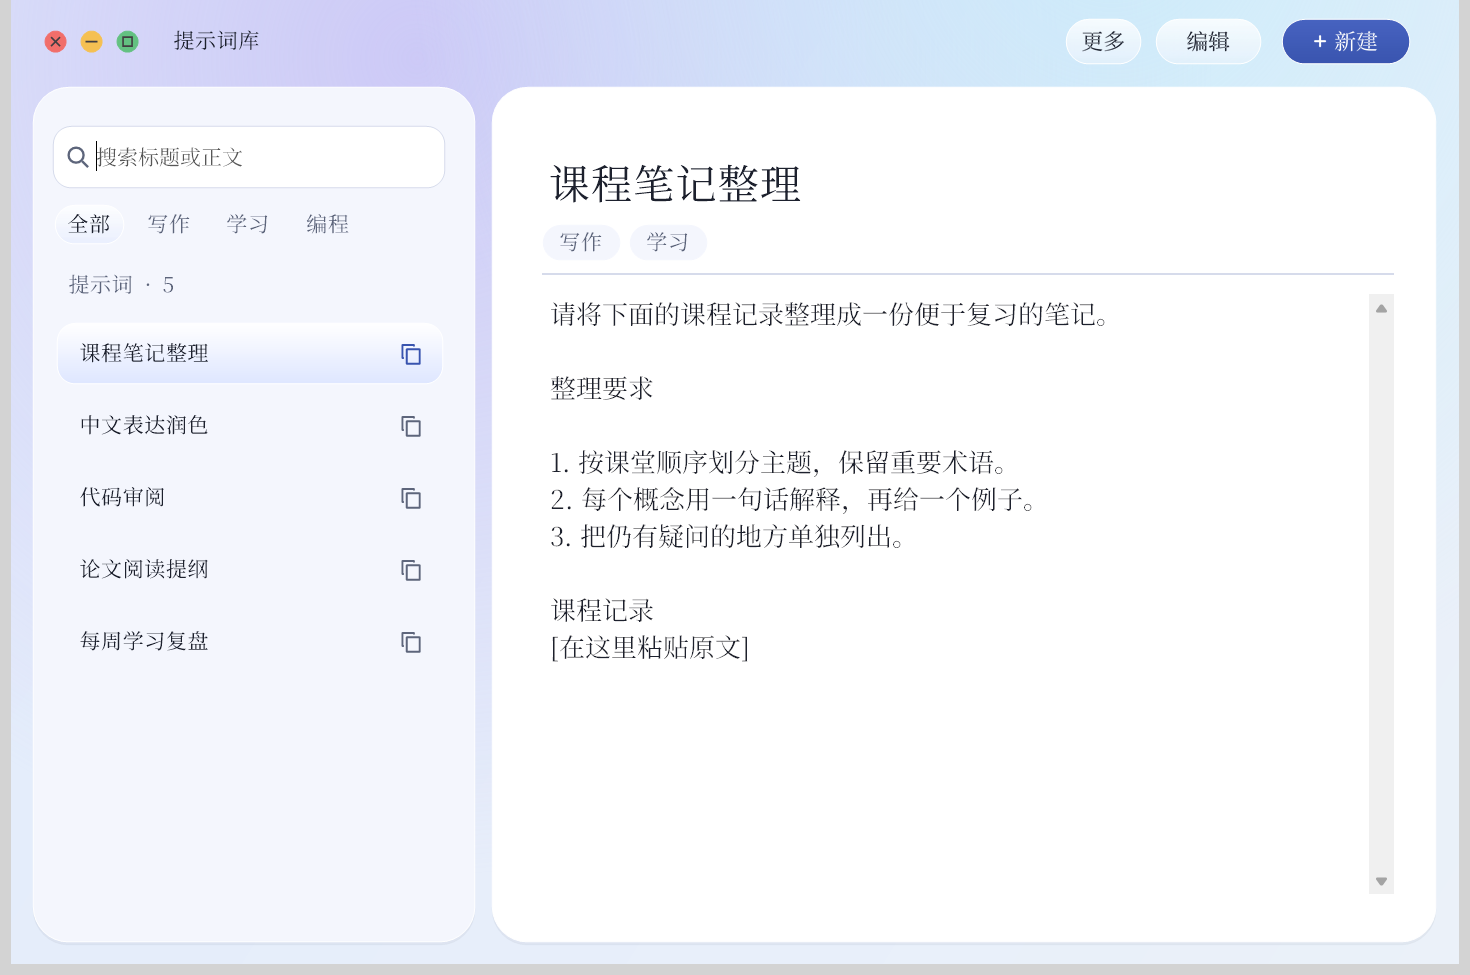 提示词库
更多
编辑
+ 新建
搜索标题或正文
全部 写作 学习 编程
提示词 · 5
课程笔记整理
中文表达润色
代码审阅
论文阅读提纲
每周学习复盘
课程笔记整理
写作 学习
请将下面的课程记录整理成一份便于复习的笔记。
整理要求
1. 按课堂顺序划分主题，保留重要术语。
2. 每个概念用一句话解释，再给一个例子。
3. 把仍有疑问的地方单独列出。
课程记录
[在这里粘贴原文]